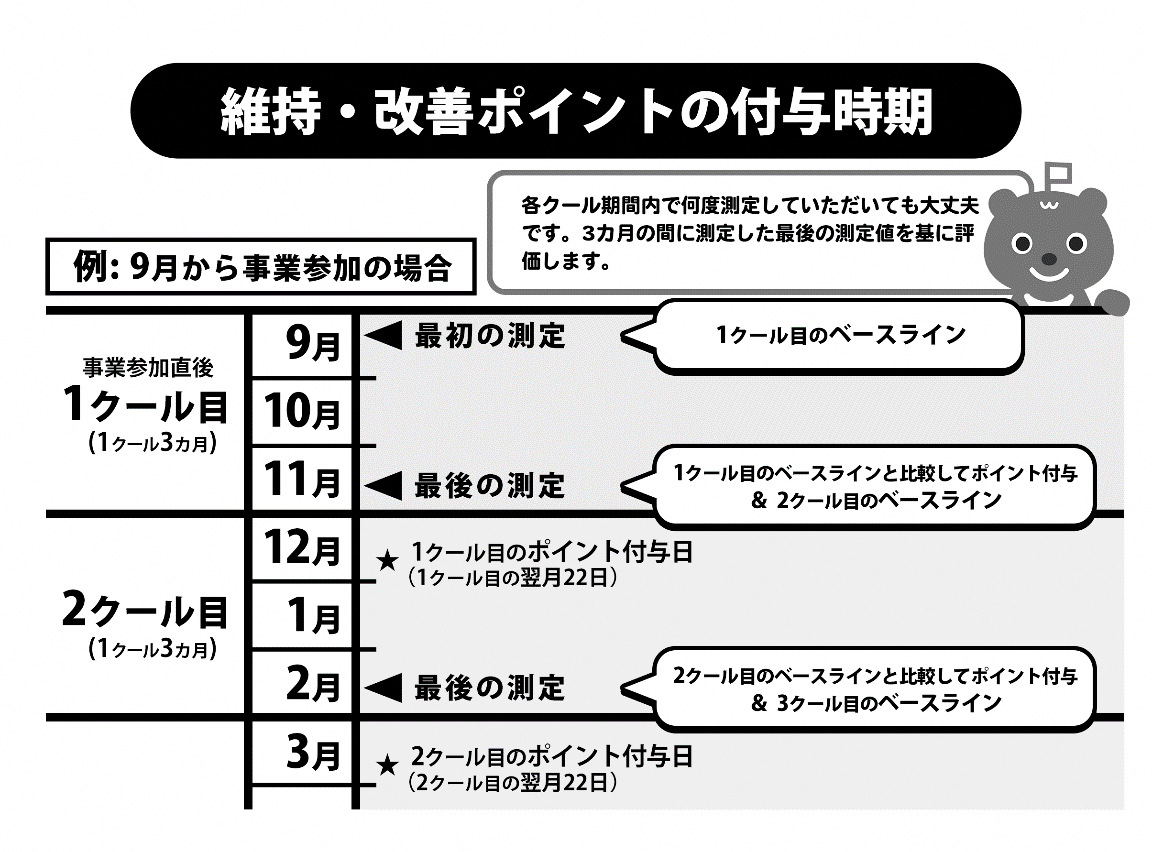 維持・改善ポイントの付与時期
各クール期間内で何度測定していただいても大丈夫
です。3カ月の間に測定した最後の測定値を基に評
価します。
例: 9月から事業参加の場合
事業参加直後
1クール目
(1クール3カ月)
9月
◀ 最初の測定
1クール目のベースライン
10月
11月
◀ 最後の測定
1クール目のベースラインと比較してポイント付与
& 2クール目のベースライン
2クール目
(1クール3カ月)
12月
★ 1クール目のポイント付与日
(1クール目の翌月22日)
1月
2月
◀ 最後の測定
2クール目のベースラインと比較してポイント付与
& 3クール目のベースライン
3月
★ 2クール目のポイント付与日
(2クール目の翌月22日)